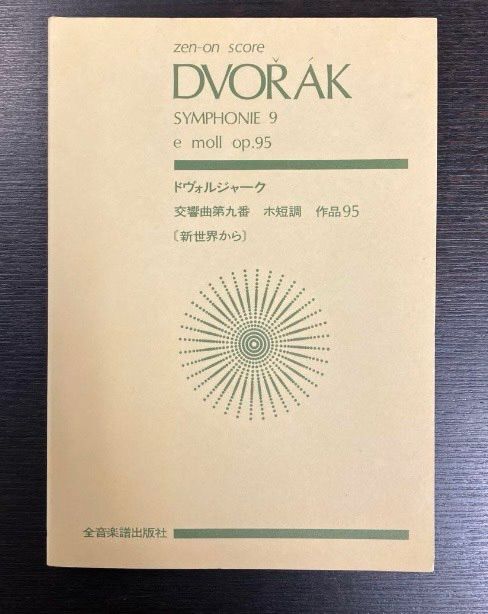 zen-on score
DVOŘÁK
SYMPHONIE 9
e moll op.95
ドヴォルジャーク
交響曲第九番 ホ短調 作品95
〔新世界から〕
全音楽譜出版社